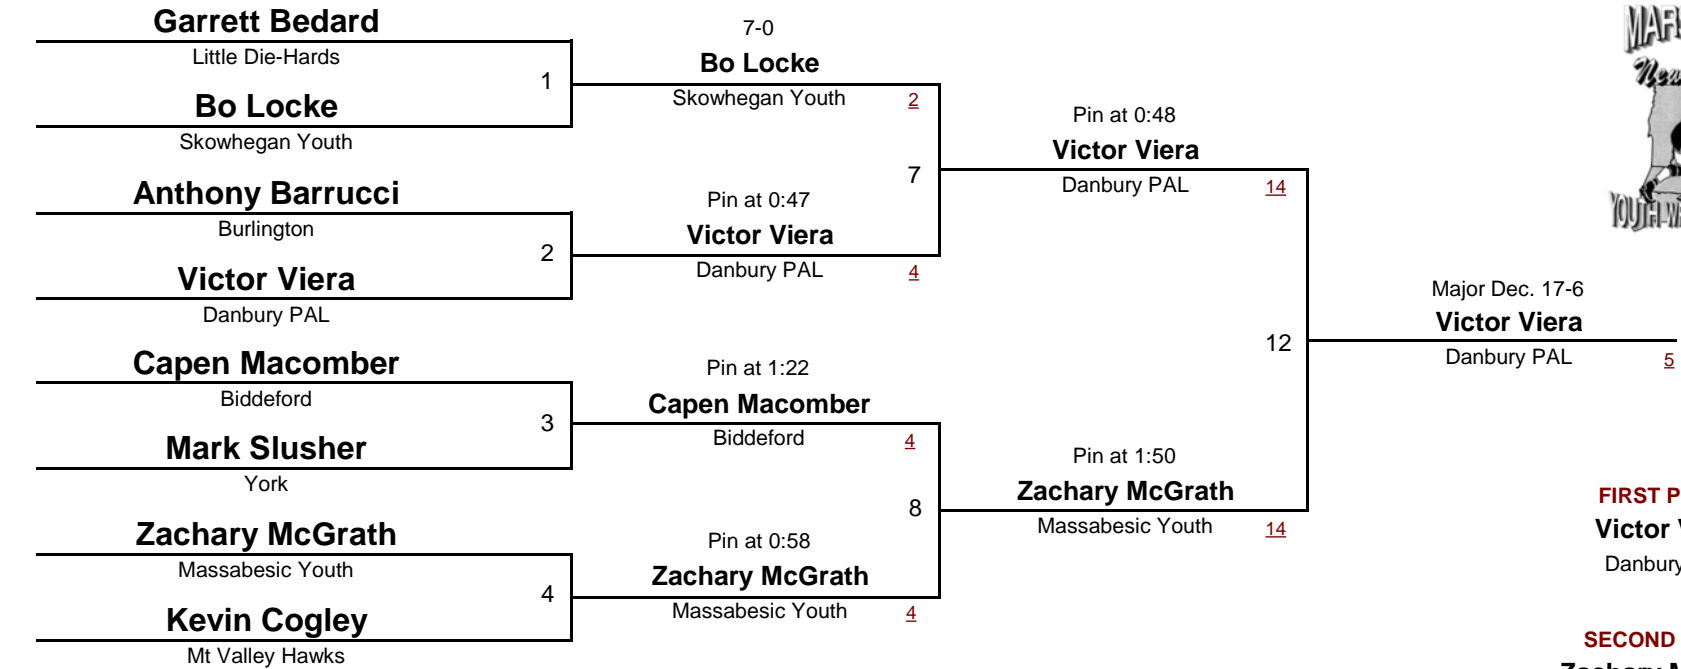 Garrett Bedard
Little Die-Hards
1
Bo Locke
Skowhegan Youth
Anthony Barrucci
Burlington
2
Victor Viera
Danbury PAL
Capen Macomber
Biddeford
3
Mark Slusher
York
Zachary McGrath
Massabesic Youth
4
Kevin Cogley
Mt Valley Hawks
7-0
Bo Locke
Skowhegan Youth 2
7
Pin at 0:47
Victor Viera
Danbury PAL 4
Pin at 1:22
Capen Macomber
Biddeford 4
8
Pin at 0:58
Zachary McGrath
Massabesic Youth 4
Pin at 0:48
Victor Viera
Danbury PAL 14
12
Pin at 1:50
Zachary McGrath
Massabesic Youth 14
Major Dec. 17-6
Victor Viera
Danbury PAL 5
FIRST P
Victor
Danbury
SECOND
Zachary